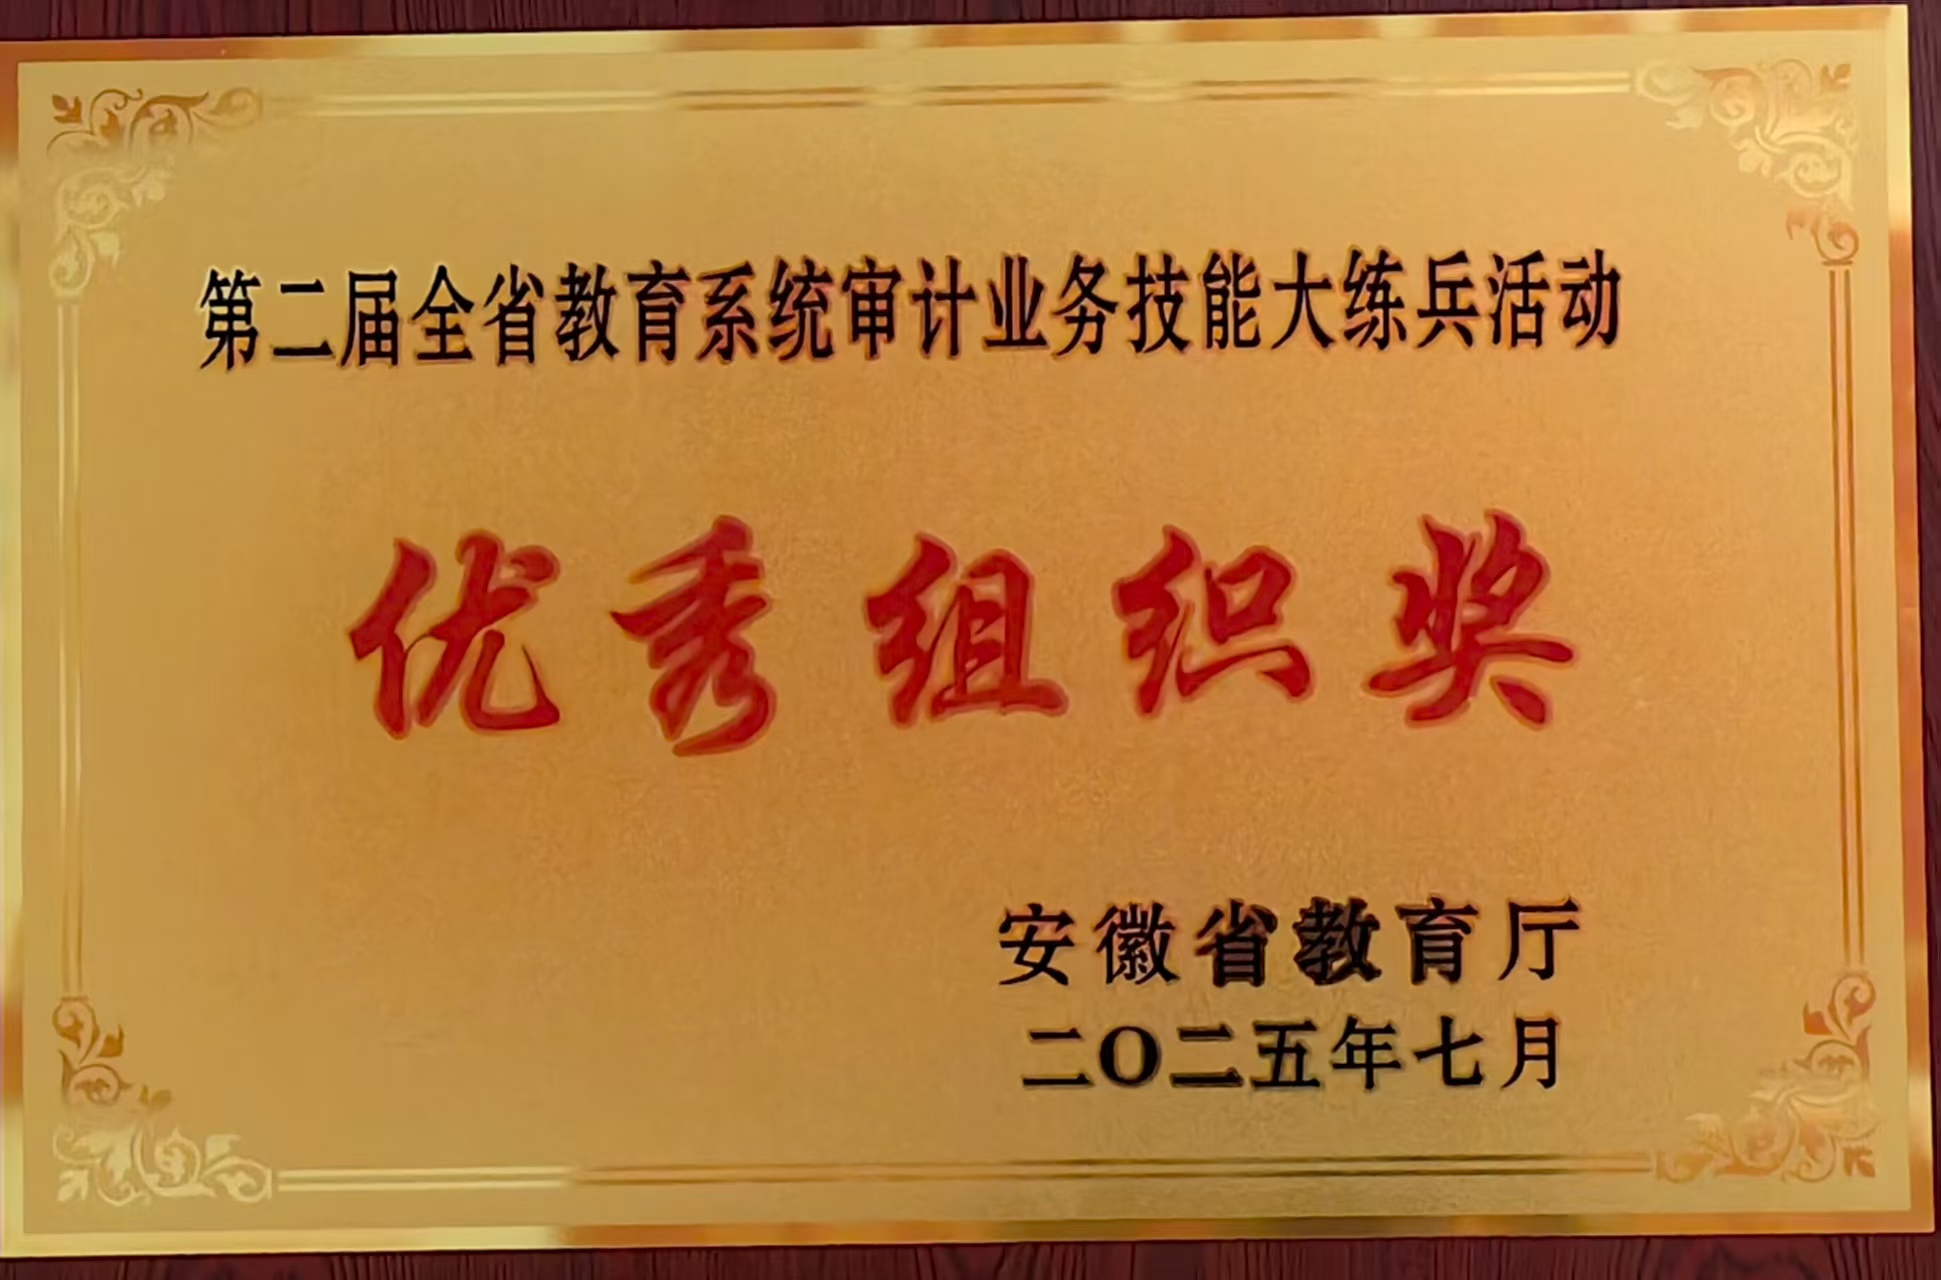 第二届全省教育系统审计业务技能大练兵活动
优秀组织奖
安徽省教育厅
二〇二五年七月